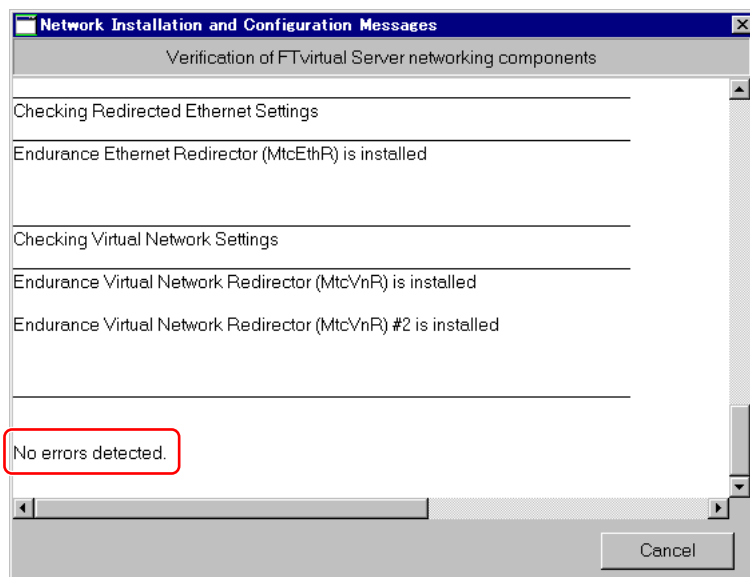 Network Installation and Configuration Messages
Verification of FTvirtual Server networking components
Checking Redirected Ethernet Settings
Endurance Ethernet Redirector (MtcEthR) is installed
Checking Virtual Network Settings
Endurance Virtual Network Redirector (MtcVnR) is installed
Endurance Virtual Network Redirector (MtcVnR) #2 is installed
No errors detected.
Cancel